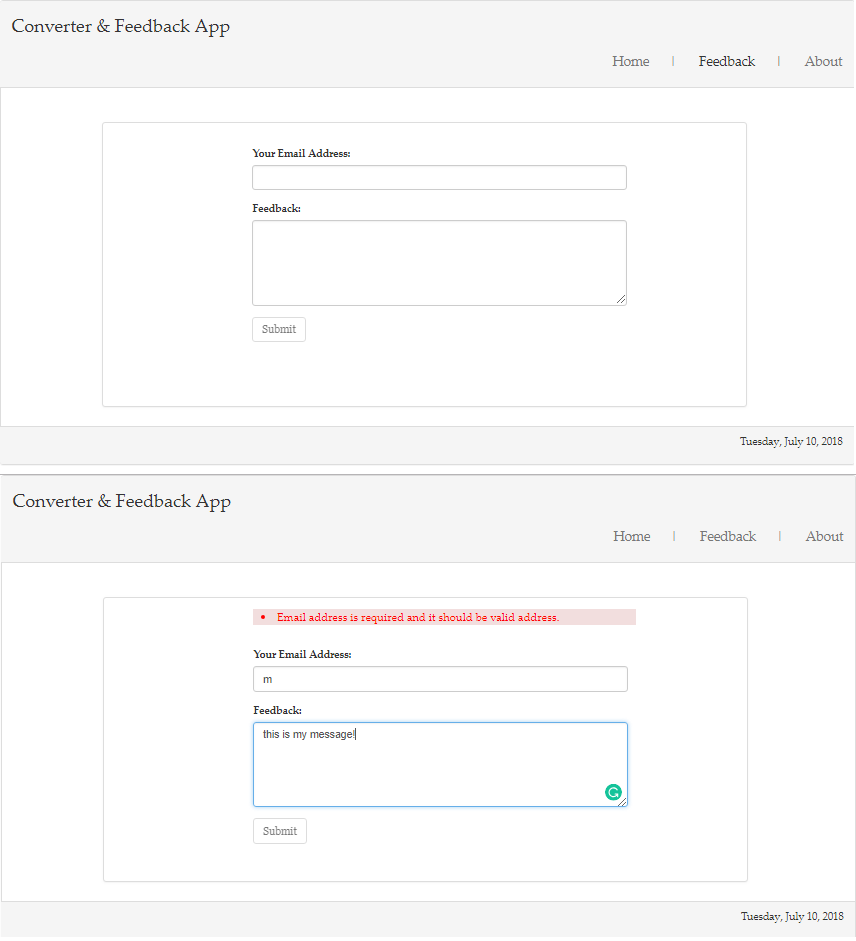 Converter & Feedback App
Home | Feedback | About
Your Email Address:
Feedback:
Submit
Tuesday, July 10, 2018
Converter & Feedback App
Home | Feedback | About
• Email address is required and it should be valid address.
Your Email Address:
m
Feedback:
this is my message!
Submit
Tuesday, July 10, 2018